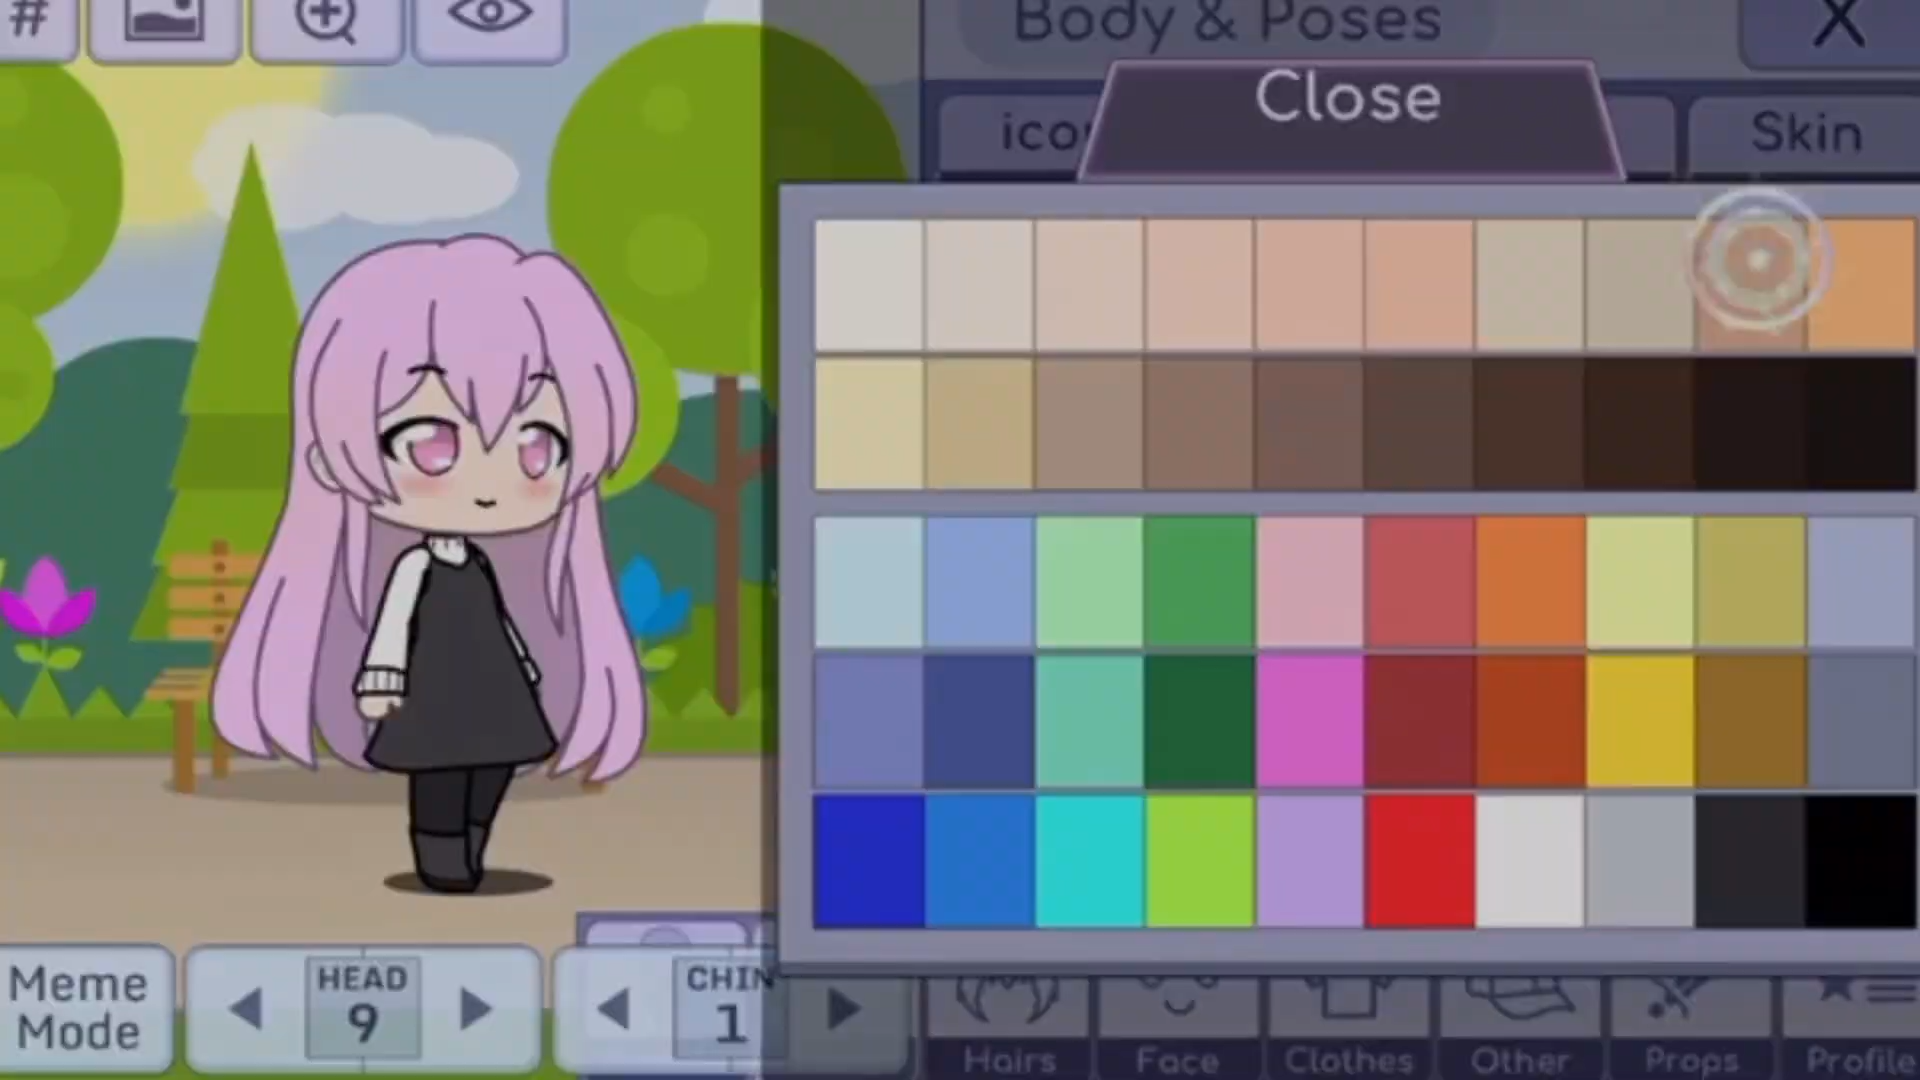 #
Body & Poses
X
Close
Skin
Meme
Mode
HEAD
9
CHIN
1
Hairs
Face
Clothes
Other
Props
Profile